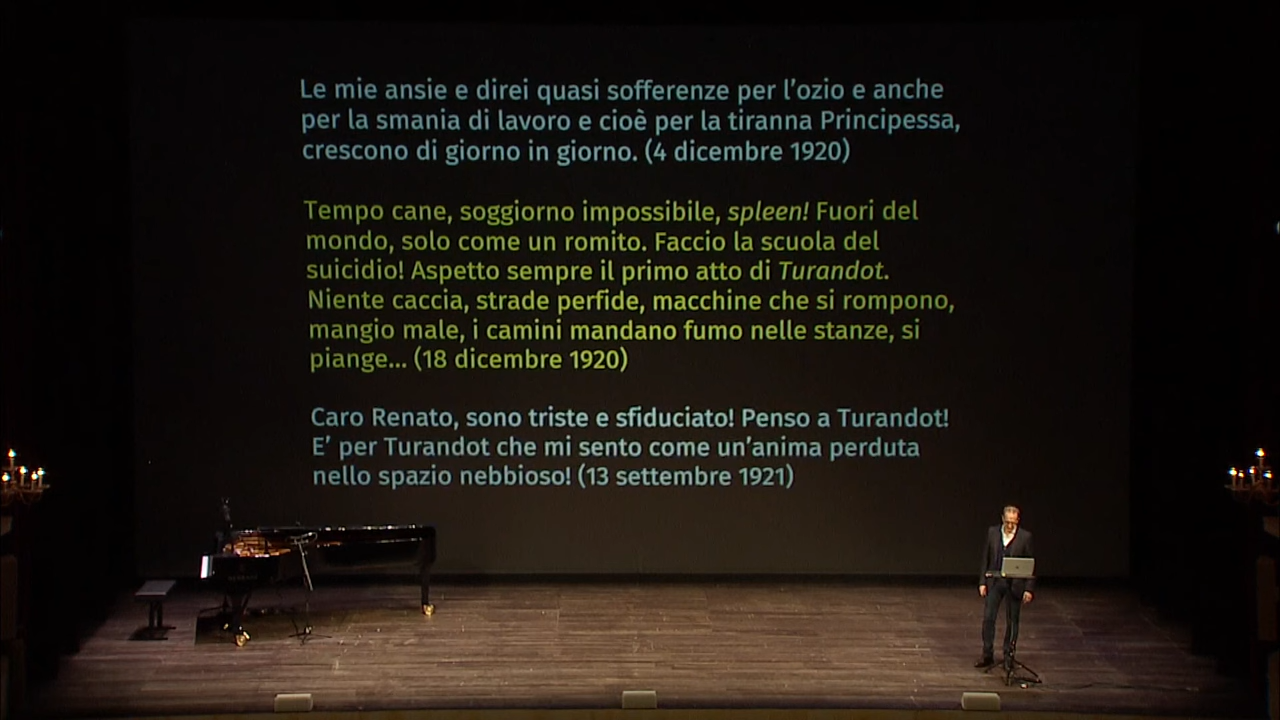 Le mie ansie e direi quasi sofferenze per l’ozio e anche
per la smania di lavoro e cioè per la tiranna Principessa,
crescono di giorno in giorno. (4 dicembre 1920)
Tempo cane, soggiorno impossibile, spleen! Fuori del
mondo, solo come un romito. Faccio la scuola del
suicidio! Aspetto sempre il primo atto di Turandot.
Niente caccia, strade perfide, macchine che si rompono,
mangio male, i camini mandano fumo nelle stanze, si
piange... (18 dicembre 1920)
Caro Renato, sono triste e sfiduciato! Penso a Turandot!
E’ per Turandot che mi sento come un’anima perduta
nello spazio nebbioso! (13 settembre 1921)